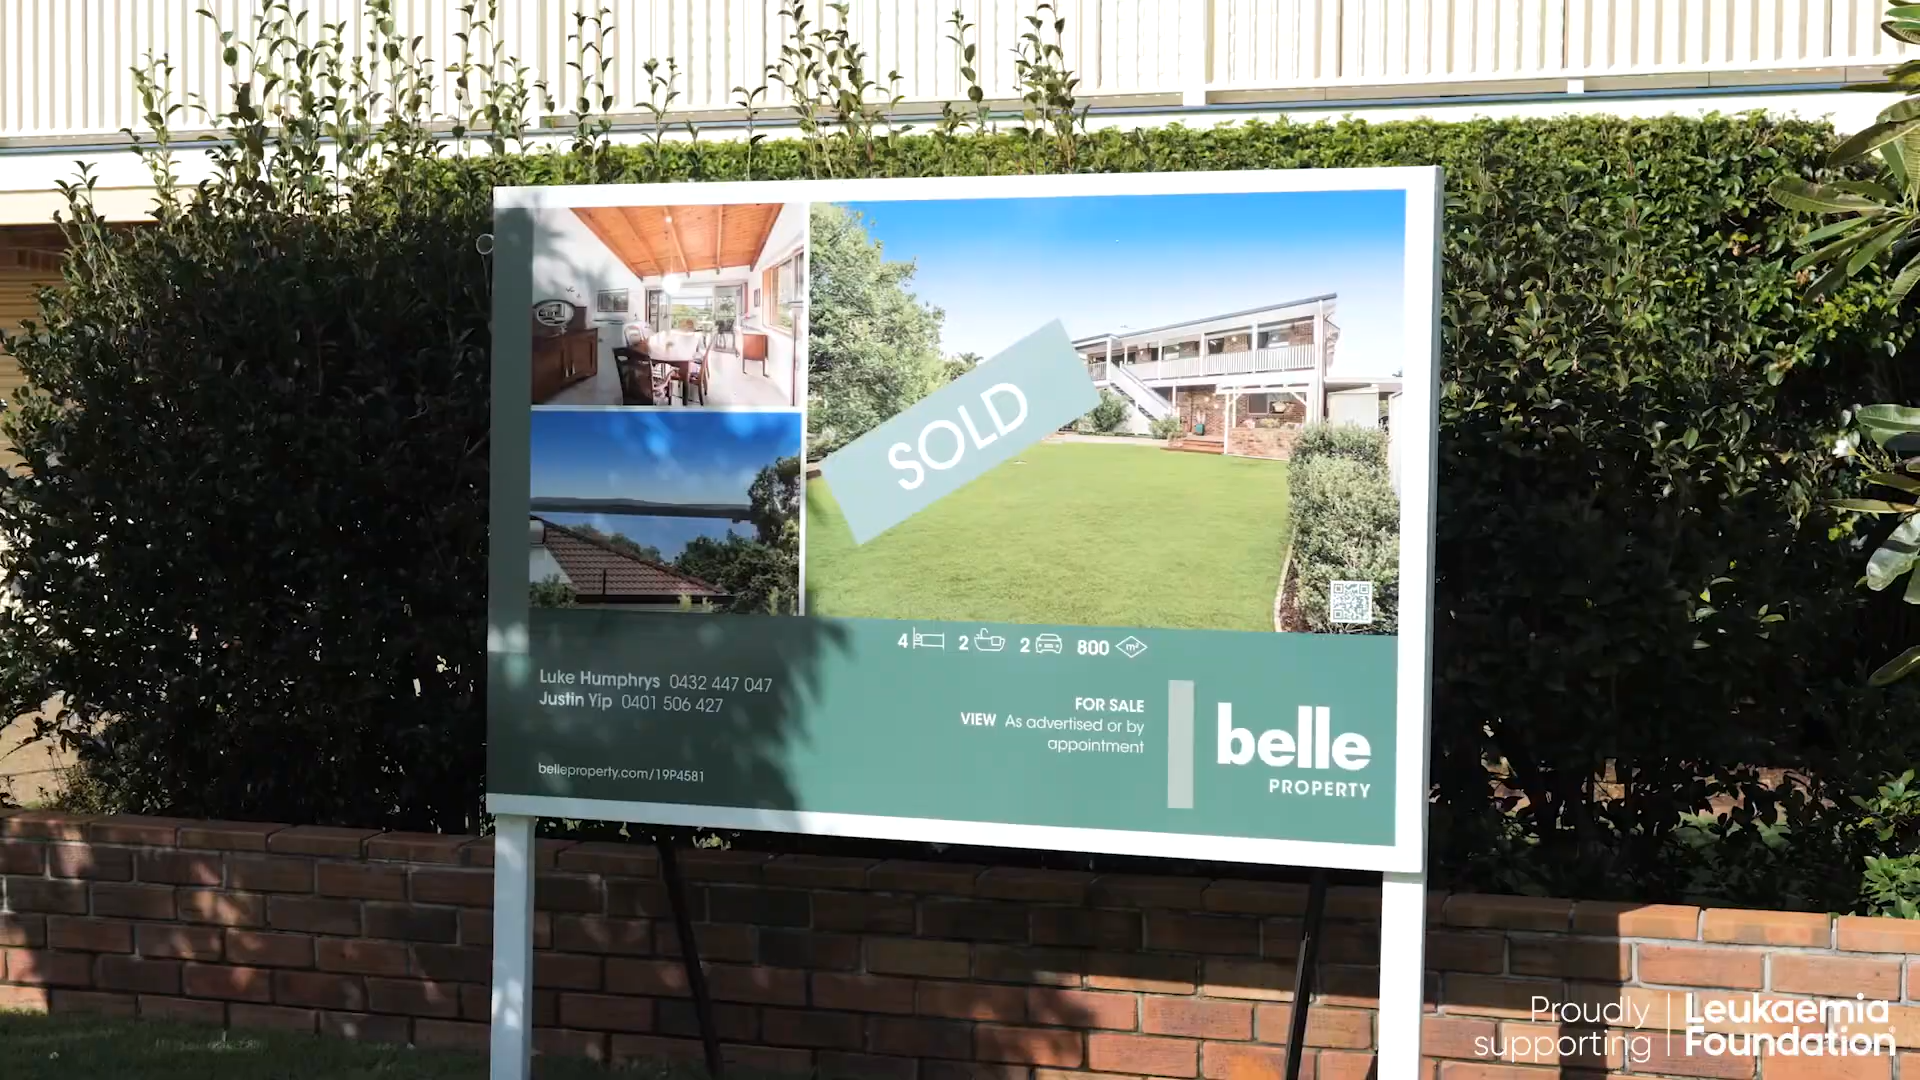 SOLD
4 2 2 800 m²
Luke Humphrys 0432 447 047
Justin Yip 0401 506 427
belleproperty.com/19P4581
FOR SALE
VIEW As advertised or by
appointment
belle
PROPERTY
Proudly
supporting
Leukaemia
Foundation